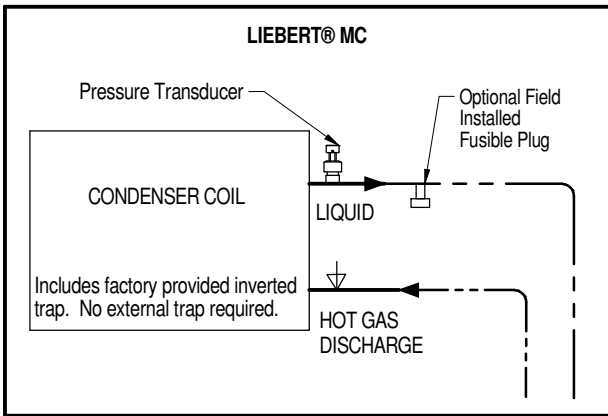 LIEBERT® MC
Pressure Transducer
Optional Field
Installed
Fusible Plug
CONDENSER COIL
LIQUID
Includes factory provided inverted
trap. No external trap required.
HOT GAS
DISCHARGE